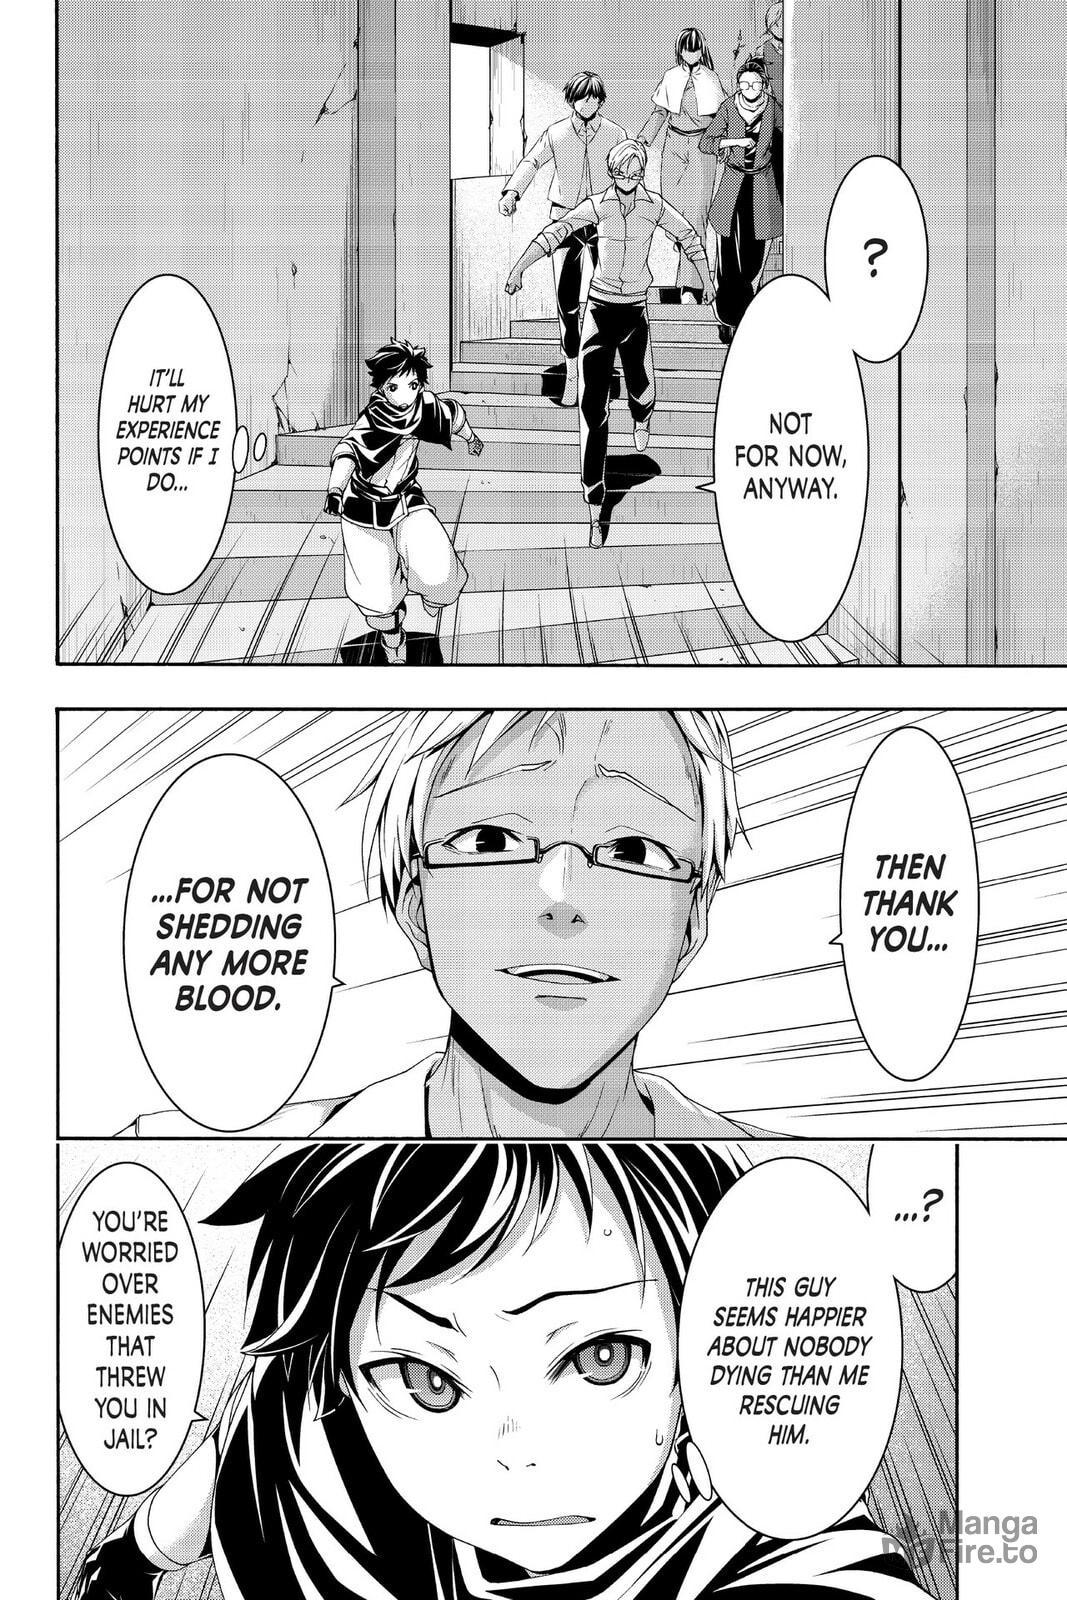 ?
NOT
FOR NOW,
ANYWAY.
IT'LL
HURT MY
EXPERIENCE
POINTS IF I
DO...
THEN
THANK
YOU...
...FOR NOT
SHEDDING
ANY MORE
BLOOD.
...?
THIS GUY
SEEMS HAPPIER
ABOUT NOBODY
DYING THAN ME
RESCUING
HIM.
YOU'RE
WORRIED
OVER
ENEMIES
THAT
THREW
YOU IN
JAIL?
Manga
Fire.to